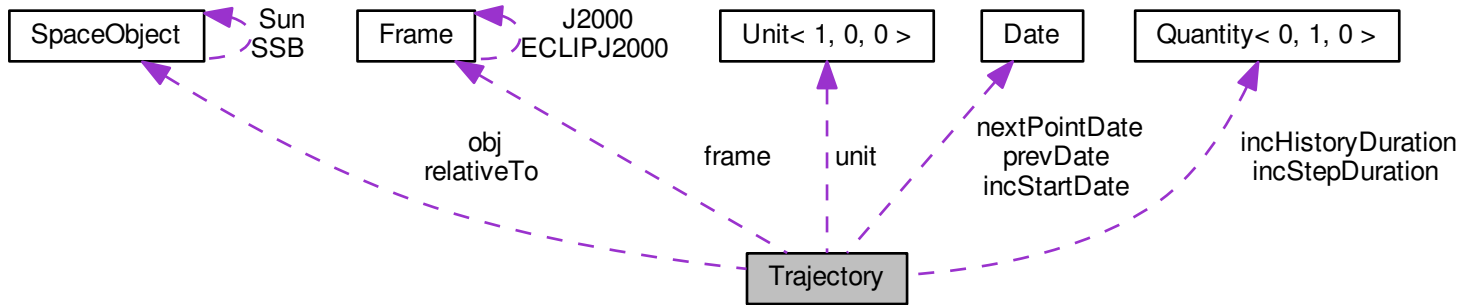 SpaceObject
Sun
SSB
Frame
J2000
ECLIPJ2000
Unit< 1, 0, 0 >
Date
Quantity< 0, 1, 0 >
obj
relativeTo
frame
unit
nextPointDate
prevDate
incStartDate
incHistoryDuration
incStepDuration
Trajectory